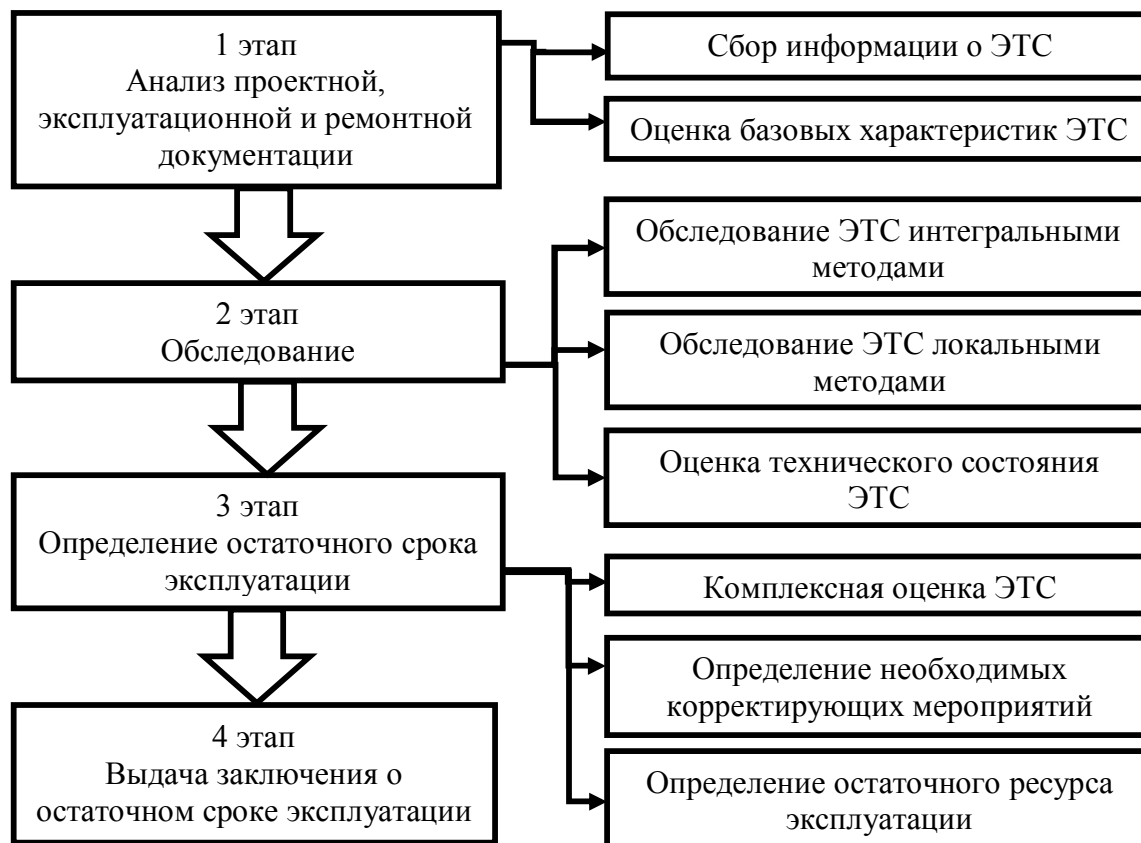 1 этап
Анализ проектной,
эксплуатационной и ремонтной
документации
Сбор информации о ЭТС
Оценка базовых характеристик ЭТС
2 этап
Обследование
Обследование ЭТС интегральными
методами
Обследование ЭТС локальными
методами
Оценка технического состояния
ЭТС
3 этап
Определение остаточного срока
эксплуатации
Комплексная оценка ЭТС
Определение необходимых
корректирующих мероприятий
Определение остаточного ресурса
эксплуатации
4 этап
Выдача заключения о
остаточном сроке эксплуатации